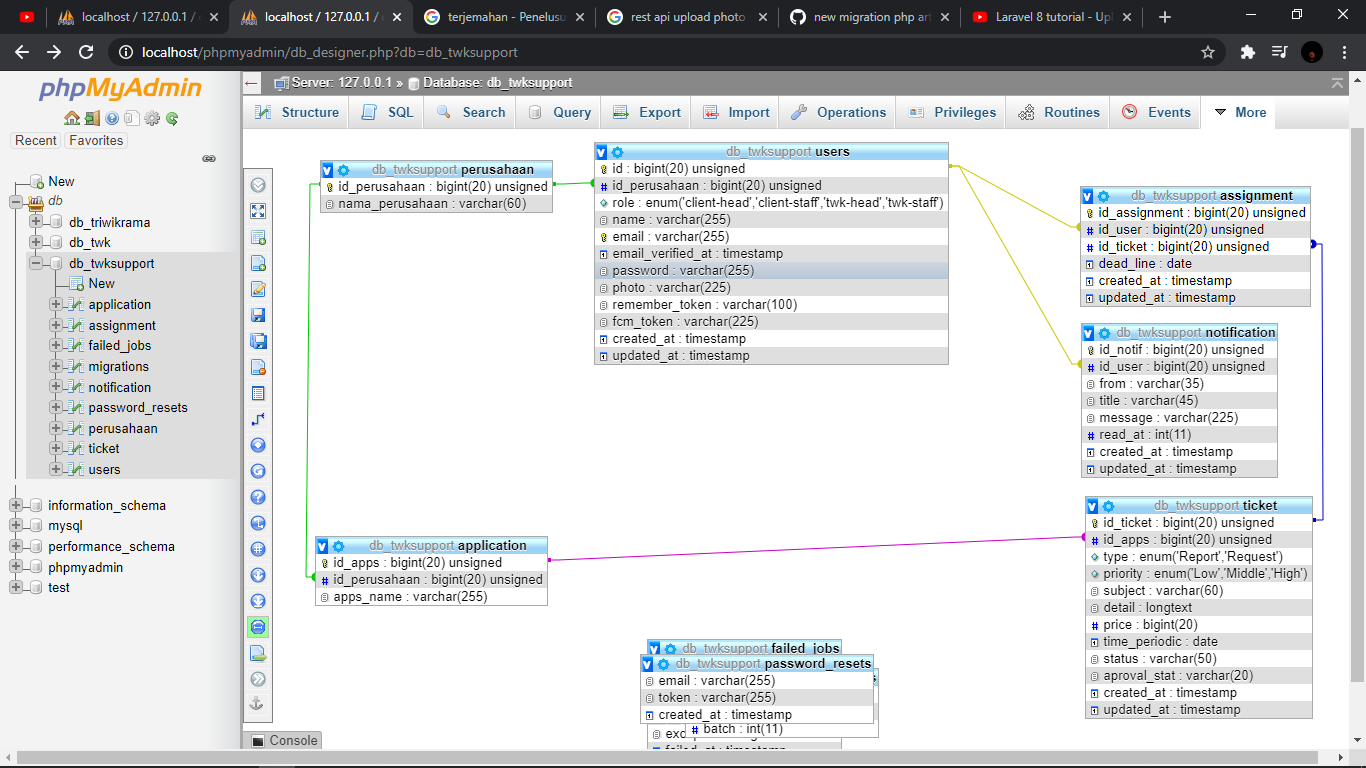 localhost / 127.0.0.1 / 
localhost / 127.0.0.1 / 
terjemahan - Penelusu
rest api upload photo
new migration php art
Laravel 8 tutorial - Upl
localhost/phpmyadmin/db_designer.php?db=db_twksupport
phpMyAdmin
Recent Favorites
New
db
db_triwikrama
db_twk
db_twksupport
New
application
assignment
failed_jobs
migrations
notification
password_resets
perusahaan
ticket
users
information_schema
mysql
performance_schema
phpmyadmin
test
Server: 127.0.0.1 » Database: db_twksupport
Structure SQL Search Query Export Import Operations Privileges Routines Events More
db_twksupport perusahaan
id_perusahaan : bigint(20) unsigned
nama_perusahaan : varchar(60)
db_twksupport users
id : bigint(20) unsigned
id_perusahaan : bigint(20) unsigned
role : enum('client-head','client-staff','twk-head','twk-staff')
name : varchar(255)
email : varchar(255)
email_verified_at : timestamp
password : varchar(255)
photo : varchar(225)
remember_token : varchar(100)
fcm_token : varchar(225)
created_at : timestamp
updated_at : timestamp
db_twksupport assignment
id_assignment : bigint(20) unsigned
id_user : bigint(20) unsigned
id_ticket : bigint(20) unsigned
dead_line : date
created_at : timestamp
updated_at : timestamp
db_twksupport notification
id_notif : bigint(20) unsigned
id_user : bigint(20) unsigned
from : varchar(35)
title : varchar(45)
message : varchar(225)
read_at : int(11)
created_at : timestamp
updated_at : timestamp
db_twksupport application
id_apps : bigint(20) unsigned
id_perusahaan : bigint(20) unsigned
apps_name : varchar(255)
db_twksupport ticket
id_ticket : bigint(20) unsigned
id_apps : bigint(20) unsigned
type : enum('Report','Request')
priority : enum('Low','Middle','High')
subject : varchar(60)
detail : longtext
price : bigint(20)
time_periodic : date
status : varchar(50)
aproval_stat : varchar(20)
created_at : timestamp
updated_at : timestamp
db_twksupport failed_jobs
db_twksupport password_resets
email : varchar(255)
token : varchar(255)
created_at : timestamp
batch : int(11)
failed_at : timestamp
Console